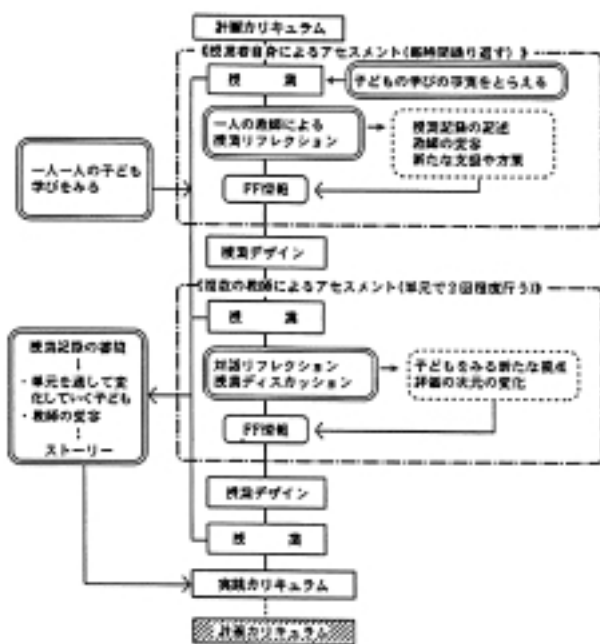 計画カリキュラム
《授業者自身によるアセスメント(毎時間繰り返す)》
授 業
子どもの学びの事実をとらえる
一人の教師による
授業リフレクション
授業記録の記述
教師の変容
新たな支援や方策
一人一人の子ども
学びをみる
FF情報
授業デザイン
《複数の教師によるアセスメント(単元で2回程度行う)》
授 業
対話リフレクション
授業ディスカッション
子どもをみる新たな視点
評価の次元の変化
授業記録の蓄積
・単元を通して変
化していく子ども
・教師の変容
ストーリー
FF情報
授業デザイン
授 業
実践カリキュラム
計画カリキュラム